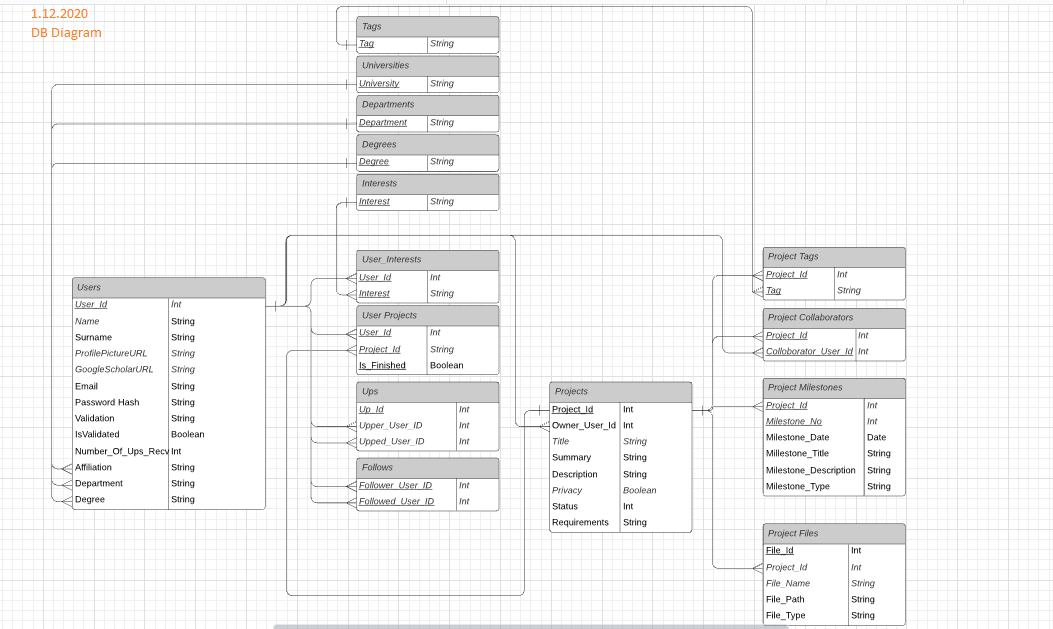 1.12.2020
DB Diagram
Tags
Tag String
Universities
University String
Departments
Department String
Degrees
Degree String
Interests
Interest String
Users
User_Id Int
Name String
Surname String
ProfilePictureURL String
GoogleScholarURL String
Email String
Password Hash String
Validation String
IsValidated Boolean
Number_Of_Ups_Recv Int
Affiliation String
Department String
Degree String
User_Interests
User_Id Int
Interest String
User Projects
User_Id Int
Project_Id String
Is_Finished Boolean
Ups
Up_Id Int
Upper_User_ID Int
Upped_User_ID Int
Follows
Follower_User_ID Int
Followed_User_ID Int
Projects
Project_Id Int
Owner_User_Id Int
Title String
Summary String
Description String
Privacy Boolean
Status Int
Requirements String
Project Tags
Project_Id Int
Tag String
Project Collaborators
Project_Id Int
Colloborator_User_Id Int
Project Milestones
Project_Id Int
Milestone_No Int
Milestone_Date Date
Millestone_Title String
Milestone_Description String
Milestone_Type String
Project Files
File_Id Int
Project_Id Int
File_Name String
File_Path String
File_Type String